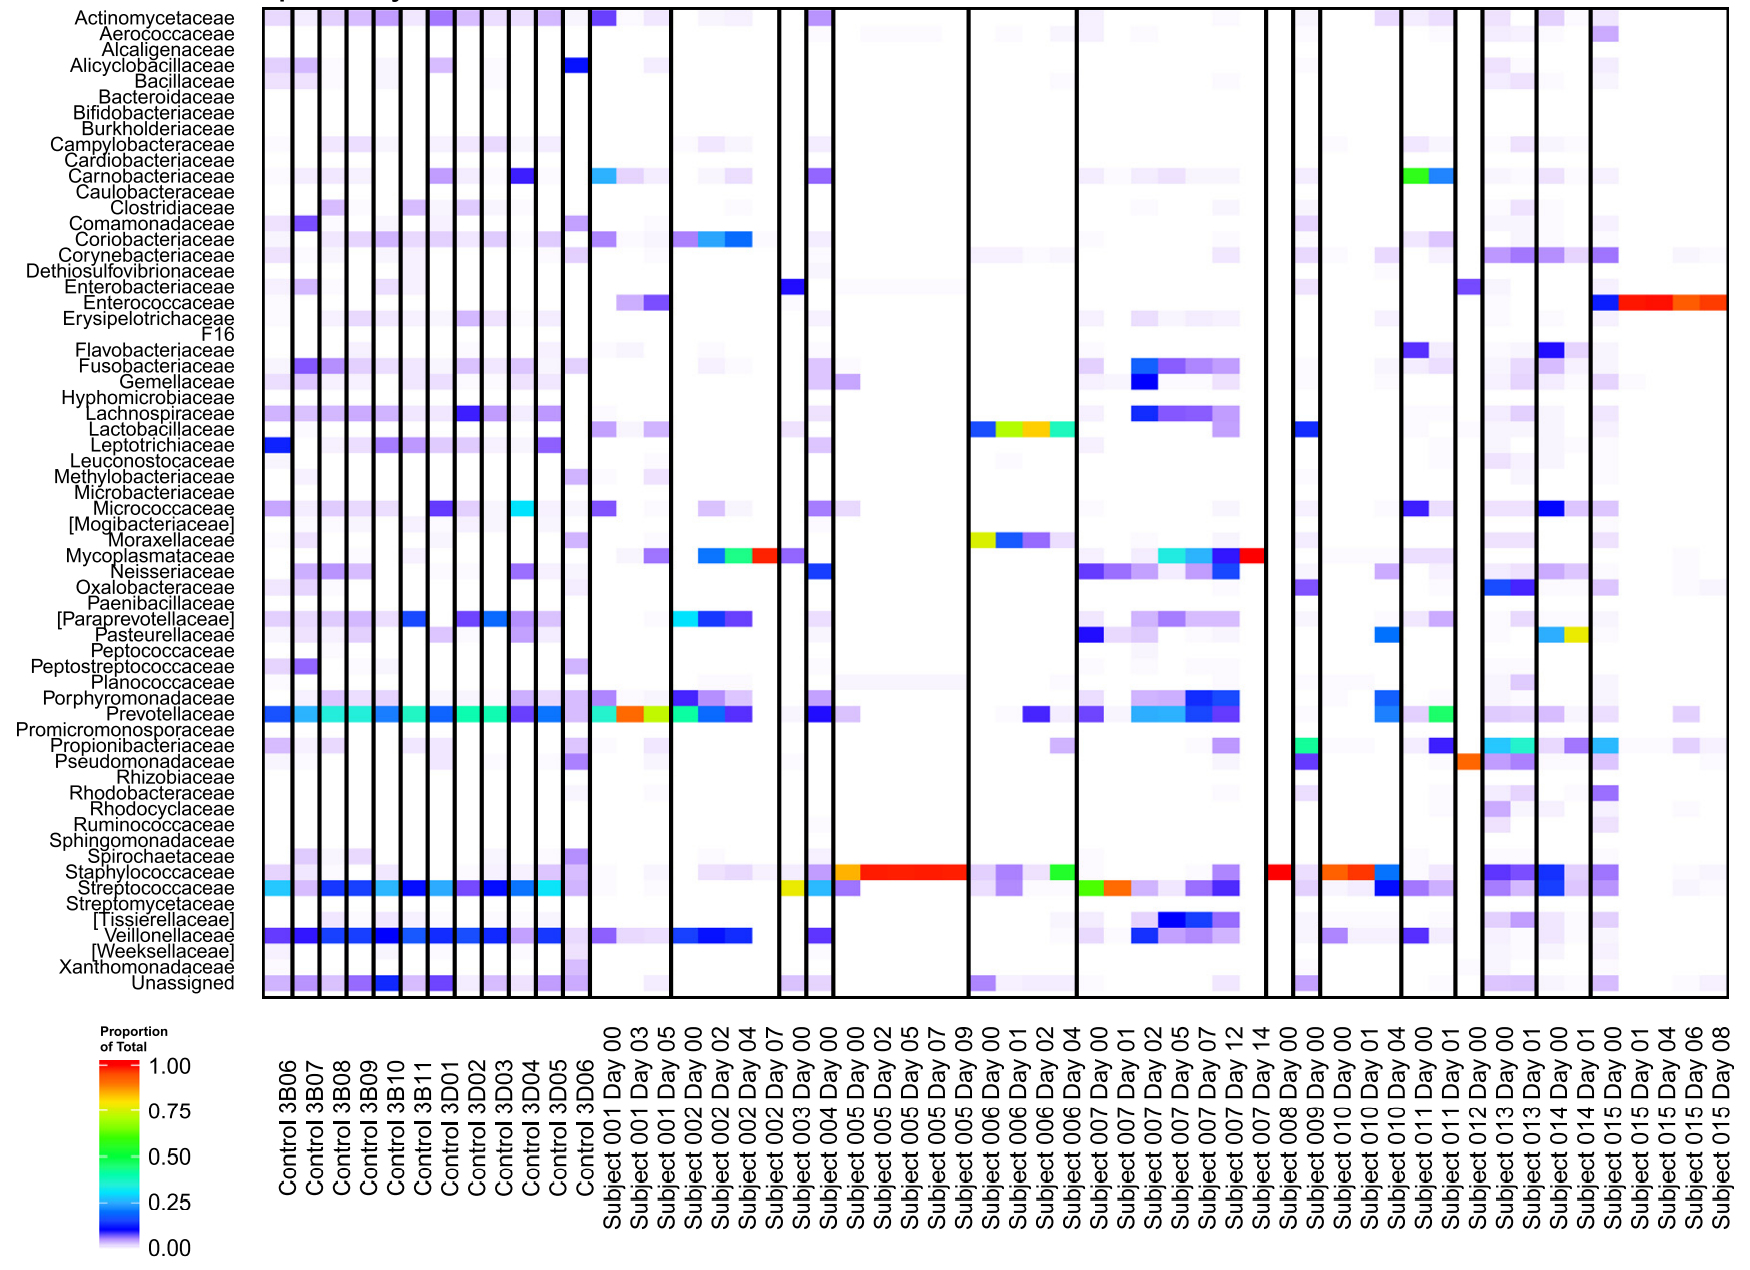 Actinomycetaceae
Aerococcaceae
Alcaligenaceae
Alicyclobacillaceae
Bacillaceae
Bacteroidaceae
Bifidobacteriaceae
Burkholderiaceae
Campylobacteraceae
Cardiobacteriaceae
Carnobacteriaceae
Caulobacteraceae
Clostridiaceae
Comamonadaceae
Coriobacteriaceae
Corynebacteriaceae
Dethiosulfovibrionaceae
Enterobacteriaceae
Enterococcaceae
Erysipelotrichaceae
F16
Flavobacteriaceae
Fusobacteriaceae
Gemellaceae
Hyphomicrobiaceae
Lachnospiraceae
Lactobacillaceae
Leptotrichiaceae
Leuconostocaceae
Methylobacteriaceae
Microbacteriaceae
Micrococcaceae
[Mogibacteriaceae]
Moraxellaceae
Mycoplasmataceae
Neisseriaceae
Oxalobacteraceae
Paenibacillaceae
[Paraprevotellaceae]
Pasteurellaceae
Peptococcaceae
Peptostreptococcaceae
Planococcaceae
Porphyromonadaceae
Prevotellaceae
Promicromonosporaceae
Propionibacteriaceae
Pseudomonadaceae
Rhizobiaceae
Rhodobacteraceae
Rhodocyclaceae
Ruminococcaceae
Sphingomonadaceae
Spirochaetaceae
Staphylococcaceae
Streptococcaceae
Streptomycetaceae
[Tissierellaceae]
Veillonellaceae
[Weeksellaceae]
Xanthomonadaceae
Unassigned
Proportion
of Total
1.00
0.75
0.50
0.25
0.00
Control 3B06
Control 3B07
Control 3B08
Control 3B09
Control 3B10
Control 3B11
Control 3D01
Control 3D02
Control 3D03
Control 3D04
Control 3D05
Control 3D06
Subject 001 Day 00
Subject 001 Day 03
Subject 001 Day 05
Subject 002 Day 00
Subject 002 Day 02
Subject 002 Day 04
Subject 002 Day 07
Subject 003 Day 00
Subject 004 Day 00
Subject 005 Day 00
Subject 005 Day 02
Subject 005 Day 05
Subject 005 Day 07
Subject 005 Day 09
Subject 006 Day 00
Subject 006 Day 01
Subject 006 Day 02
Subject 006 Day 04
Subject 007 Day 00
Subject 007 Day 01
Subject 007 Day 02
Subject 007 Day 05
Subject 007 Day 07
Subject 007 Day 12
Subject 007 Day 14
Subject 008 Day 00
Subject 009 Day 00
Subject 010 Day 00
Subject 010 Day 01
Subject 010 Day 04
Subject 011 Day 00
Subject 011 Day 01
Subject 012 Day 00
Subject 013 Day 00
Subject 013 Day 01
Subject 014 Day 00
Subject 014 Day 01
Subject 015 Day 00
Subject 015 Day 01
Subject 015 Day 04
Subject 015 Day 06
Subject 015 Day 08